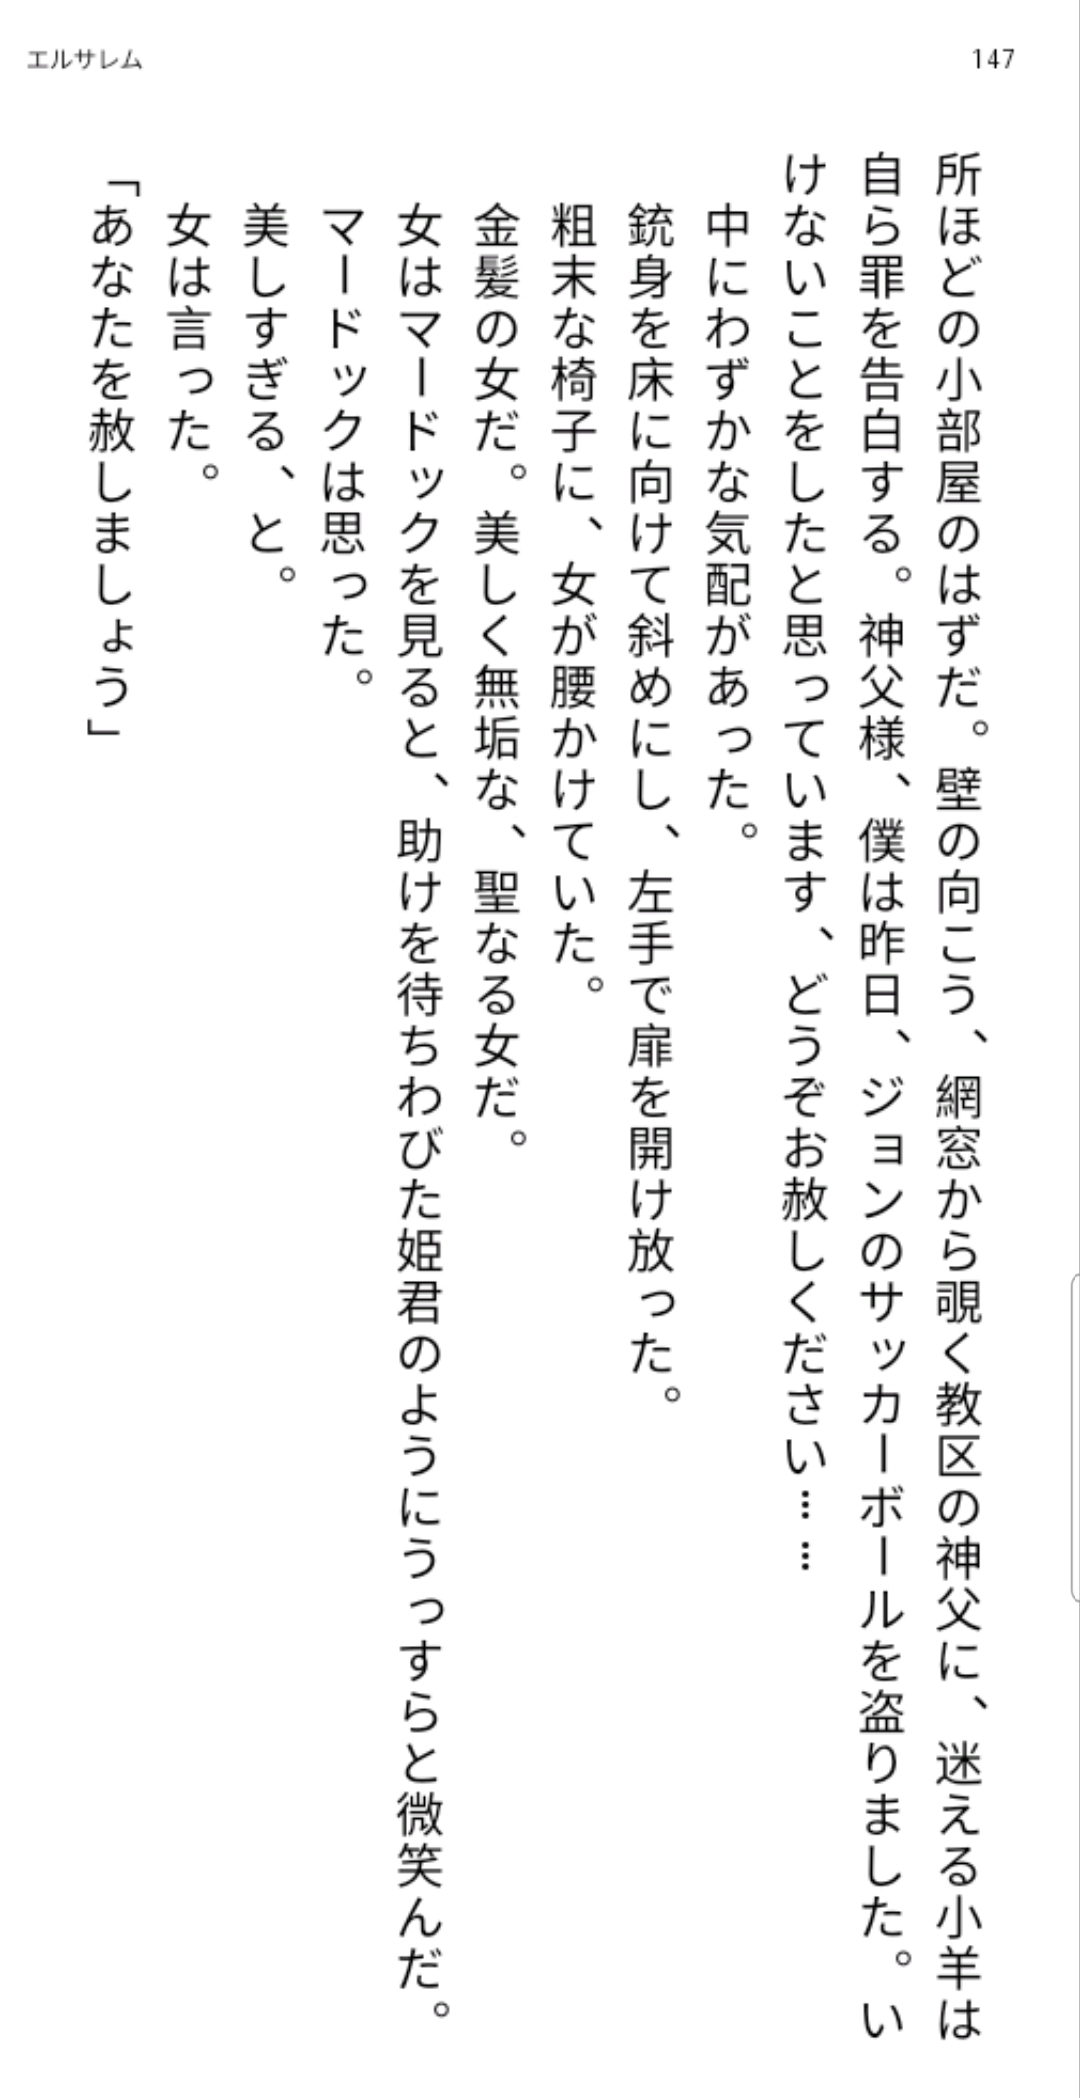 エルサレム
147
所ほどの小部屋のはずだ。壁の向こう、網窓から覗く教区の神父に、迷える小羊は
自ら罪を告白する。神父様、僕は昨日、ジョンのサッカーボールを盗りました。い
けないことをしたと思っています、どうぞお赦しください……
中にわずかな気配があった。
銃身を床に向けて斜めにし、左手で扉を開け放った。
粗末な椅子に、女が腰かけていた。
金髪の女だ。美しく無垢な、聖なる女だ。
女はマードックを見ると、助けを待ちわびた姫君のようにうっすらと微笑んだ。
マードックは思った。
美しすぎる、と。
女は言った。
「あなたを赦しましょう」